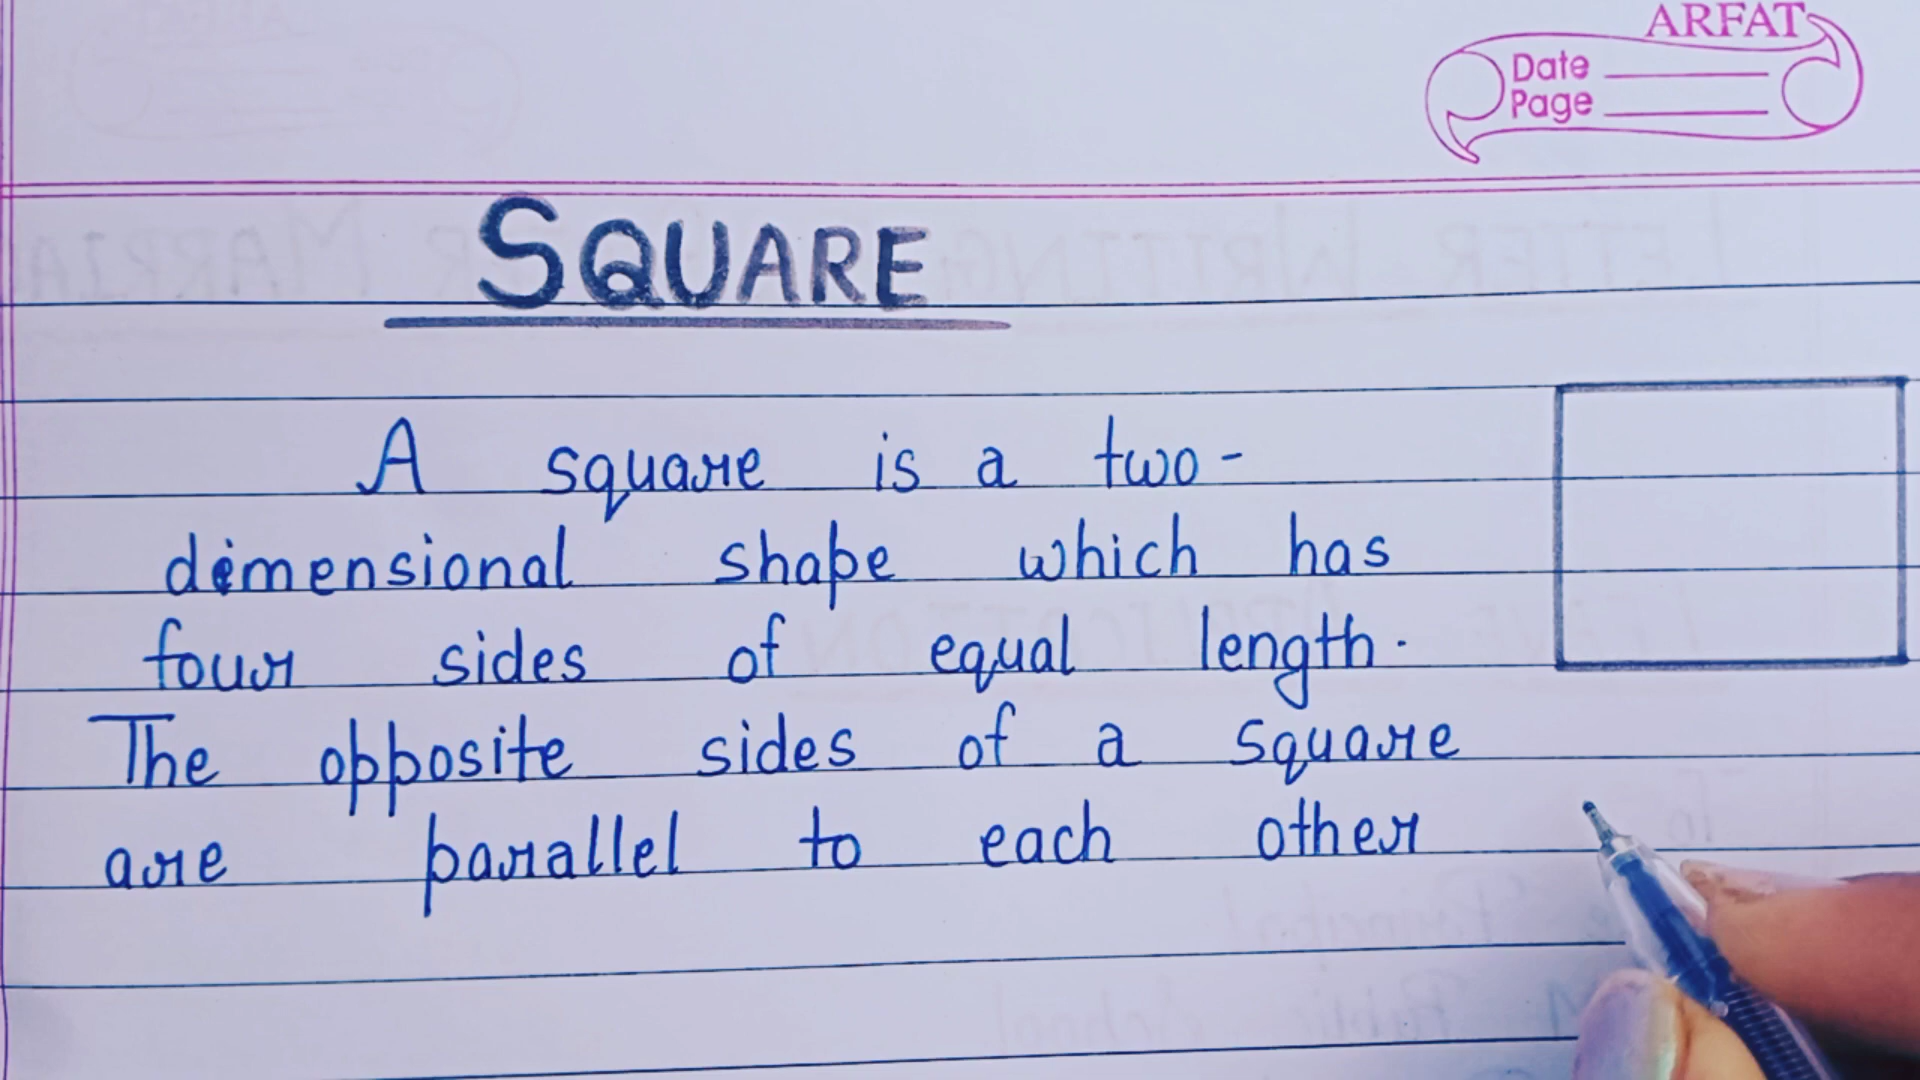 ARFAT
Date
Page
SQUARE
A square is a two-
dimensional shape which has
four sides of equal length.
The opposite sides of a square
are parallel to each other